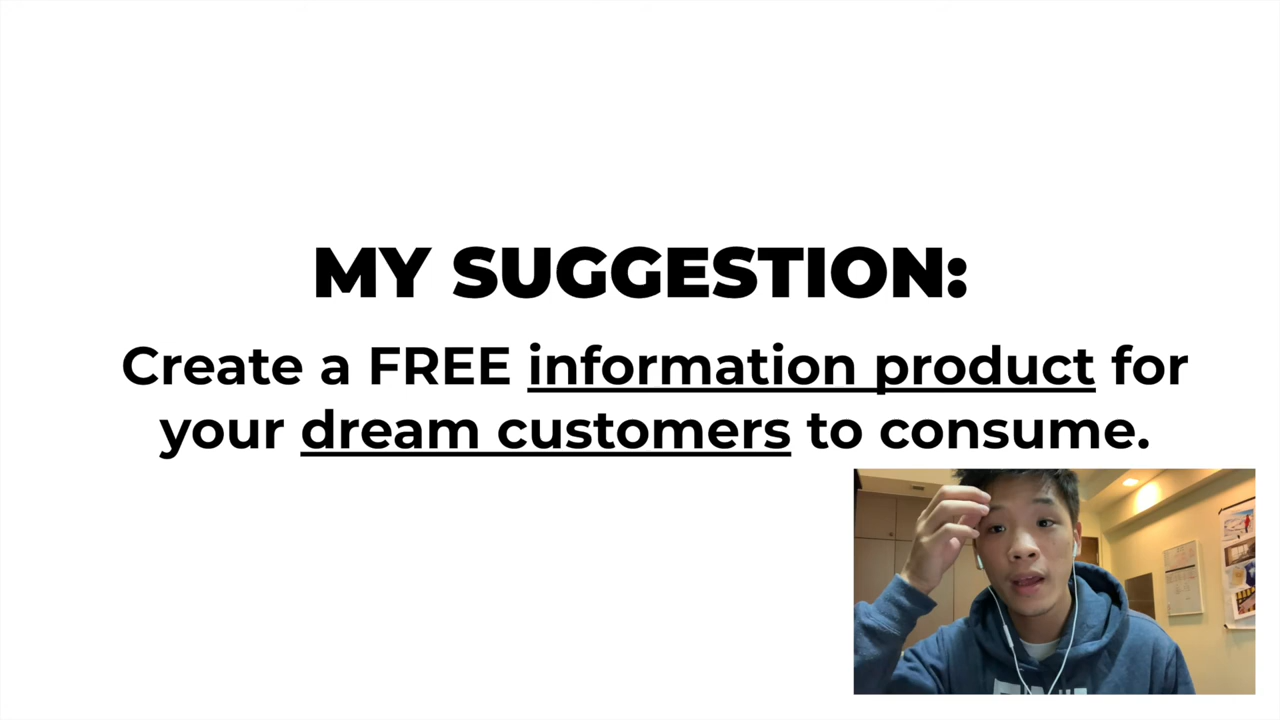 MY SUGGESTION:
Create a FREE information product for
your dream customers to consume.